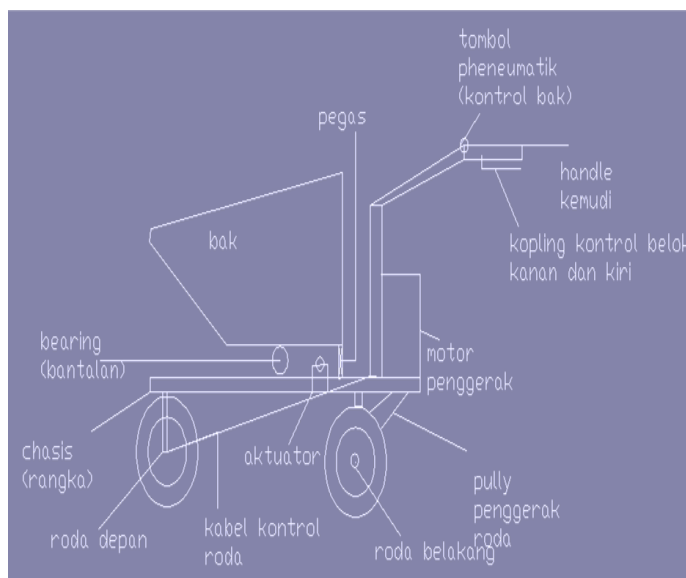 tombol
pheneumatik
(kontrol bak)
pegas
handle
kemudi
bak
kopling kontrol belok
kanan dan kiri
bearing
(bantalan)
motor
penggerak
chasis
(rangka)
aktuator
pully
penggerak
roda
roda depan
kabel kontrol
roda
roda belakang